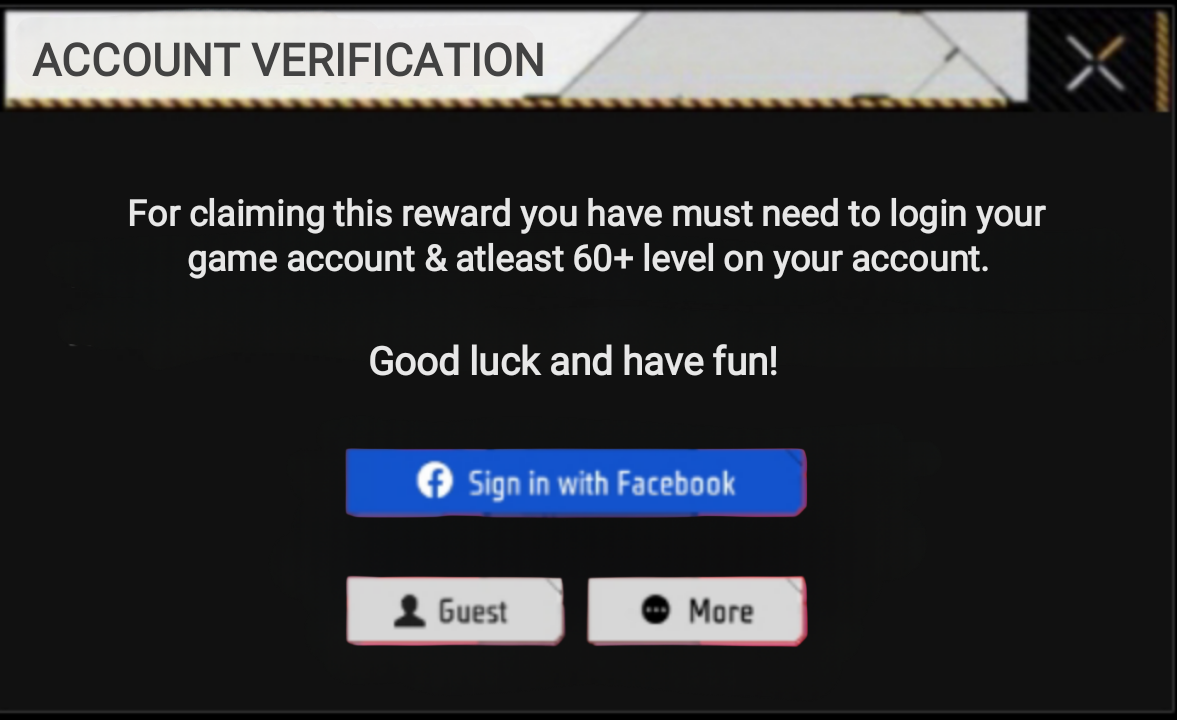 ACCOUNT VERIFICATION
For claiming this reward you have must need to login your
game account & atleast 60+ level on your account.
Good luck and have fun!
Sign in with Facebook
Guest
More